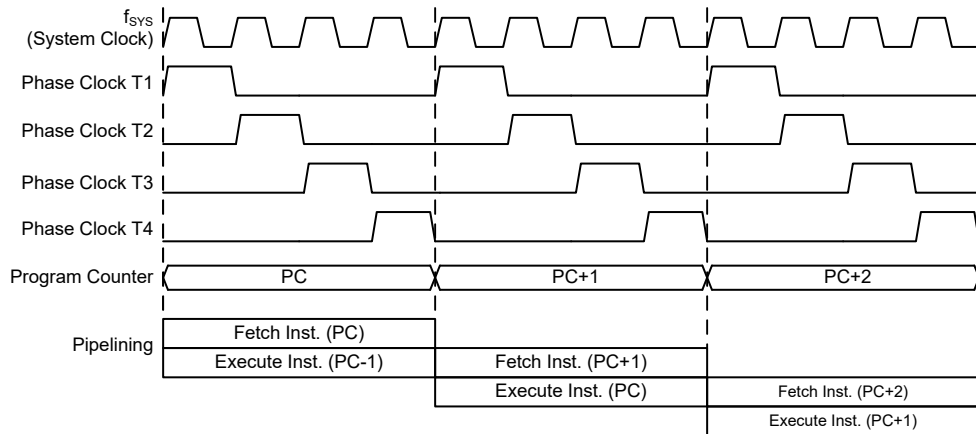 fSYS
(System Clock)
Phase Clock T1
Phase Clock T2
Phase Clock T3
Phase Clock T4
Program Counter PC PC+1 PC+2
Pipelining
Fetch Inst. (PC)
Execute Inst. (PC-1) Fetch Inst. (PC+1)
Execute Inst. (PC) Fetch Inst. (PC+2)
Execute Inst. (PC+1)